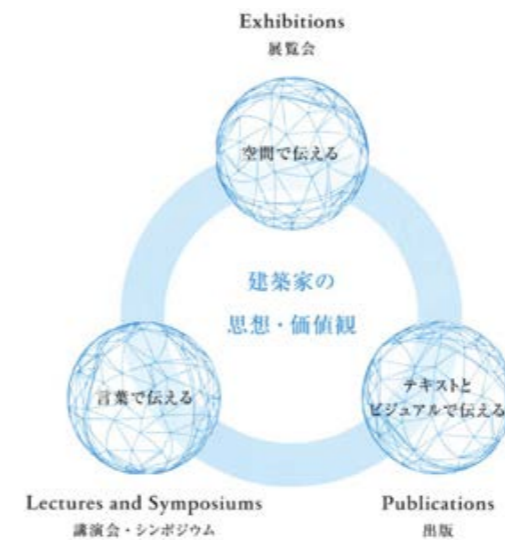 Exhibitions
展覧会
空間で伝える
建築家の
思想・価値観
言葉で伝える
テキストと
ビジュアルで伝える
Lectures and Symposiums
講演会・シンポジウム
Publications
出版